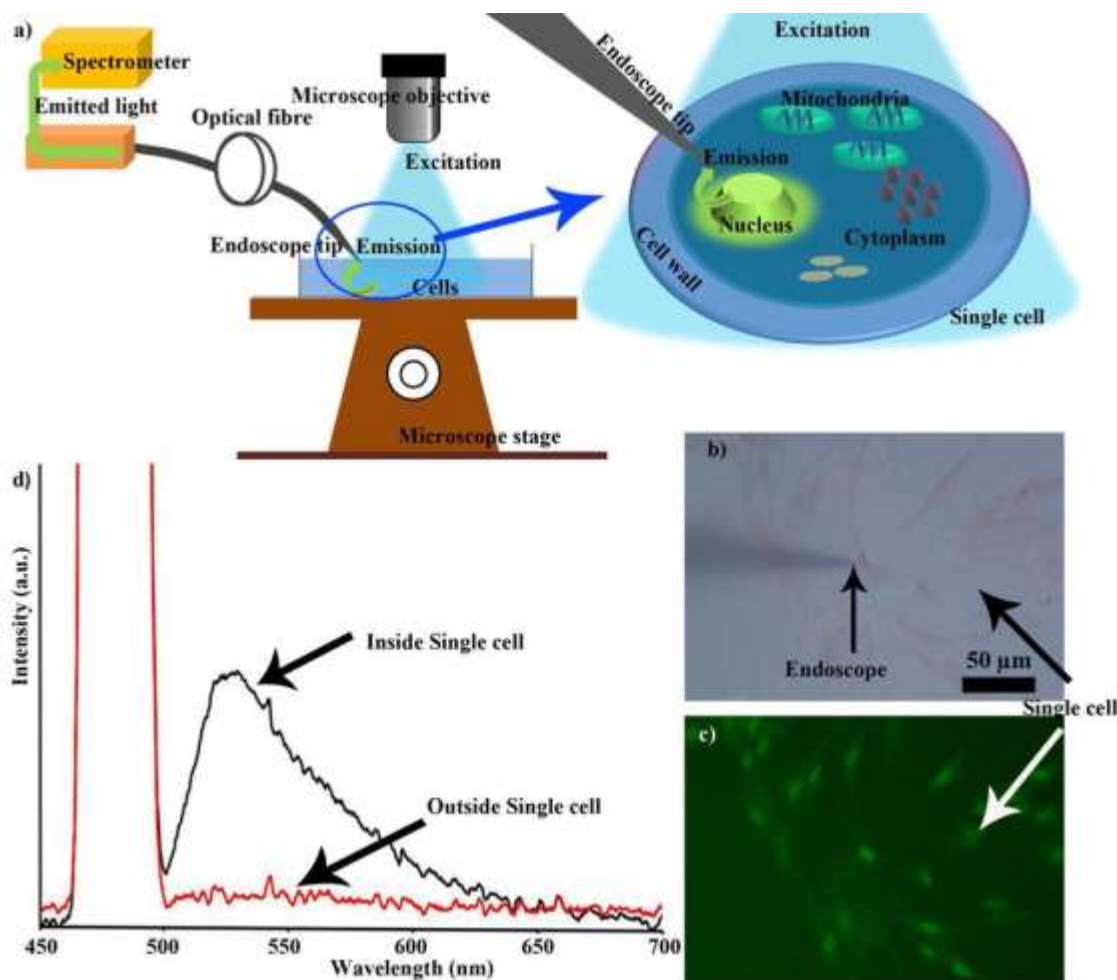 a)
Spectrometer
Emitted light
Optical fibre
Microscope objective
Excitation
Endoscope tip
Emission
Cells
Microscope stage
Excitation
Endoscope tip
Mitochondria
Emission
Nucleus
Cytoplasm
Cell wall
Single cell
b)
Endoscope
50 µm
Single cell
c)
d)
Intensity (a.u.)
Inside Single cell
Outside Single cell
450
500
550
600
650
700
Wavelength (nm)